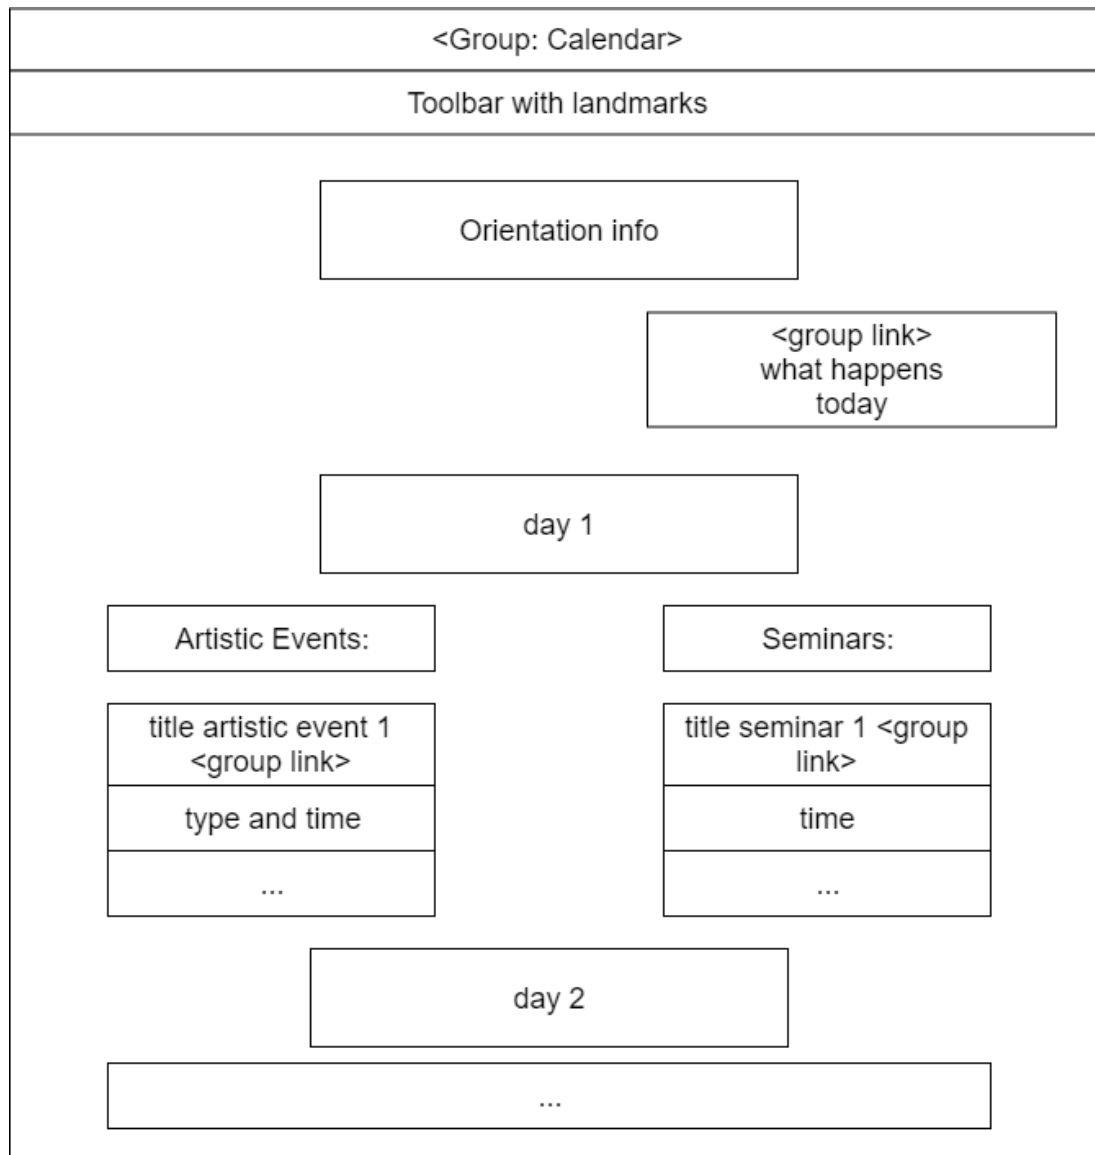 <Group: Calendar>
Toolbar with landmarks
Orientation info
<group link>
what happens
today
day 1
Artistic Events:
Seminars:
title artistic event 1
<group link>
type and time
...
title seminar 1 <group
link>
time
...
day 2
...